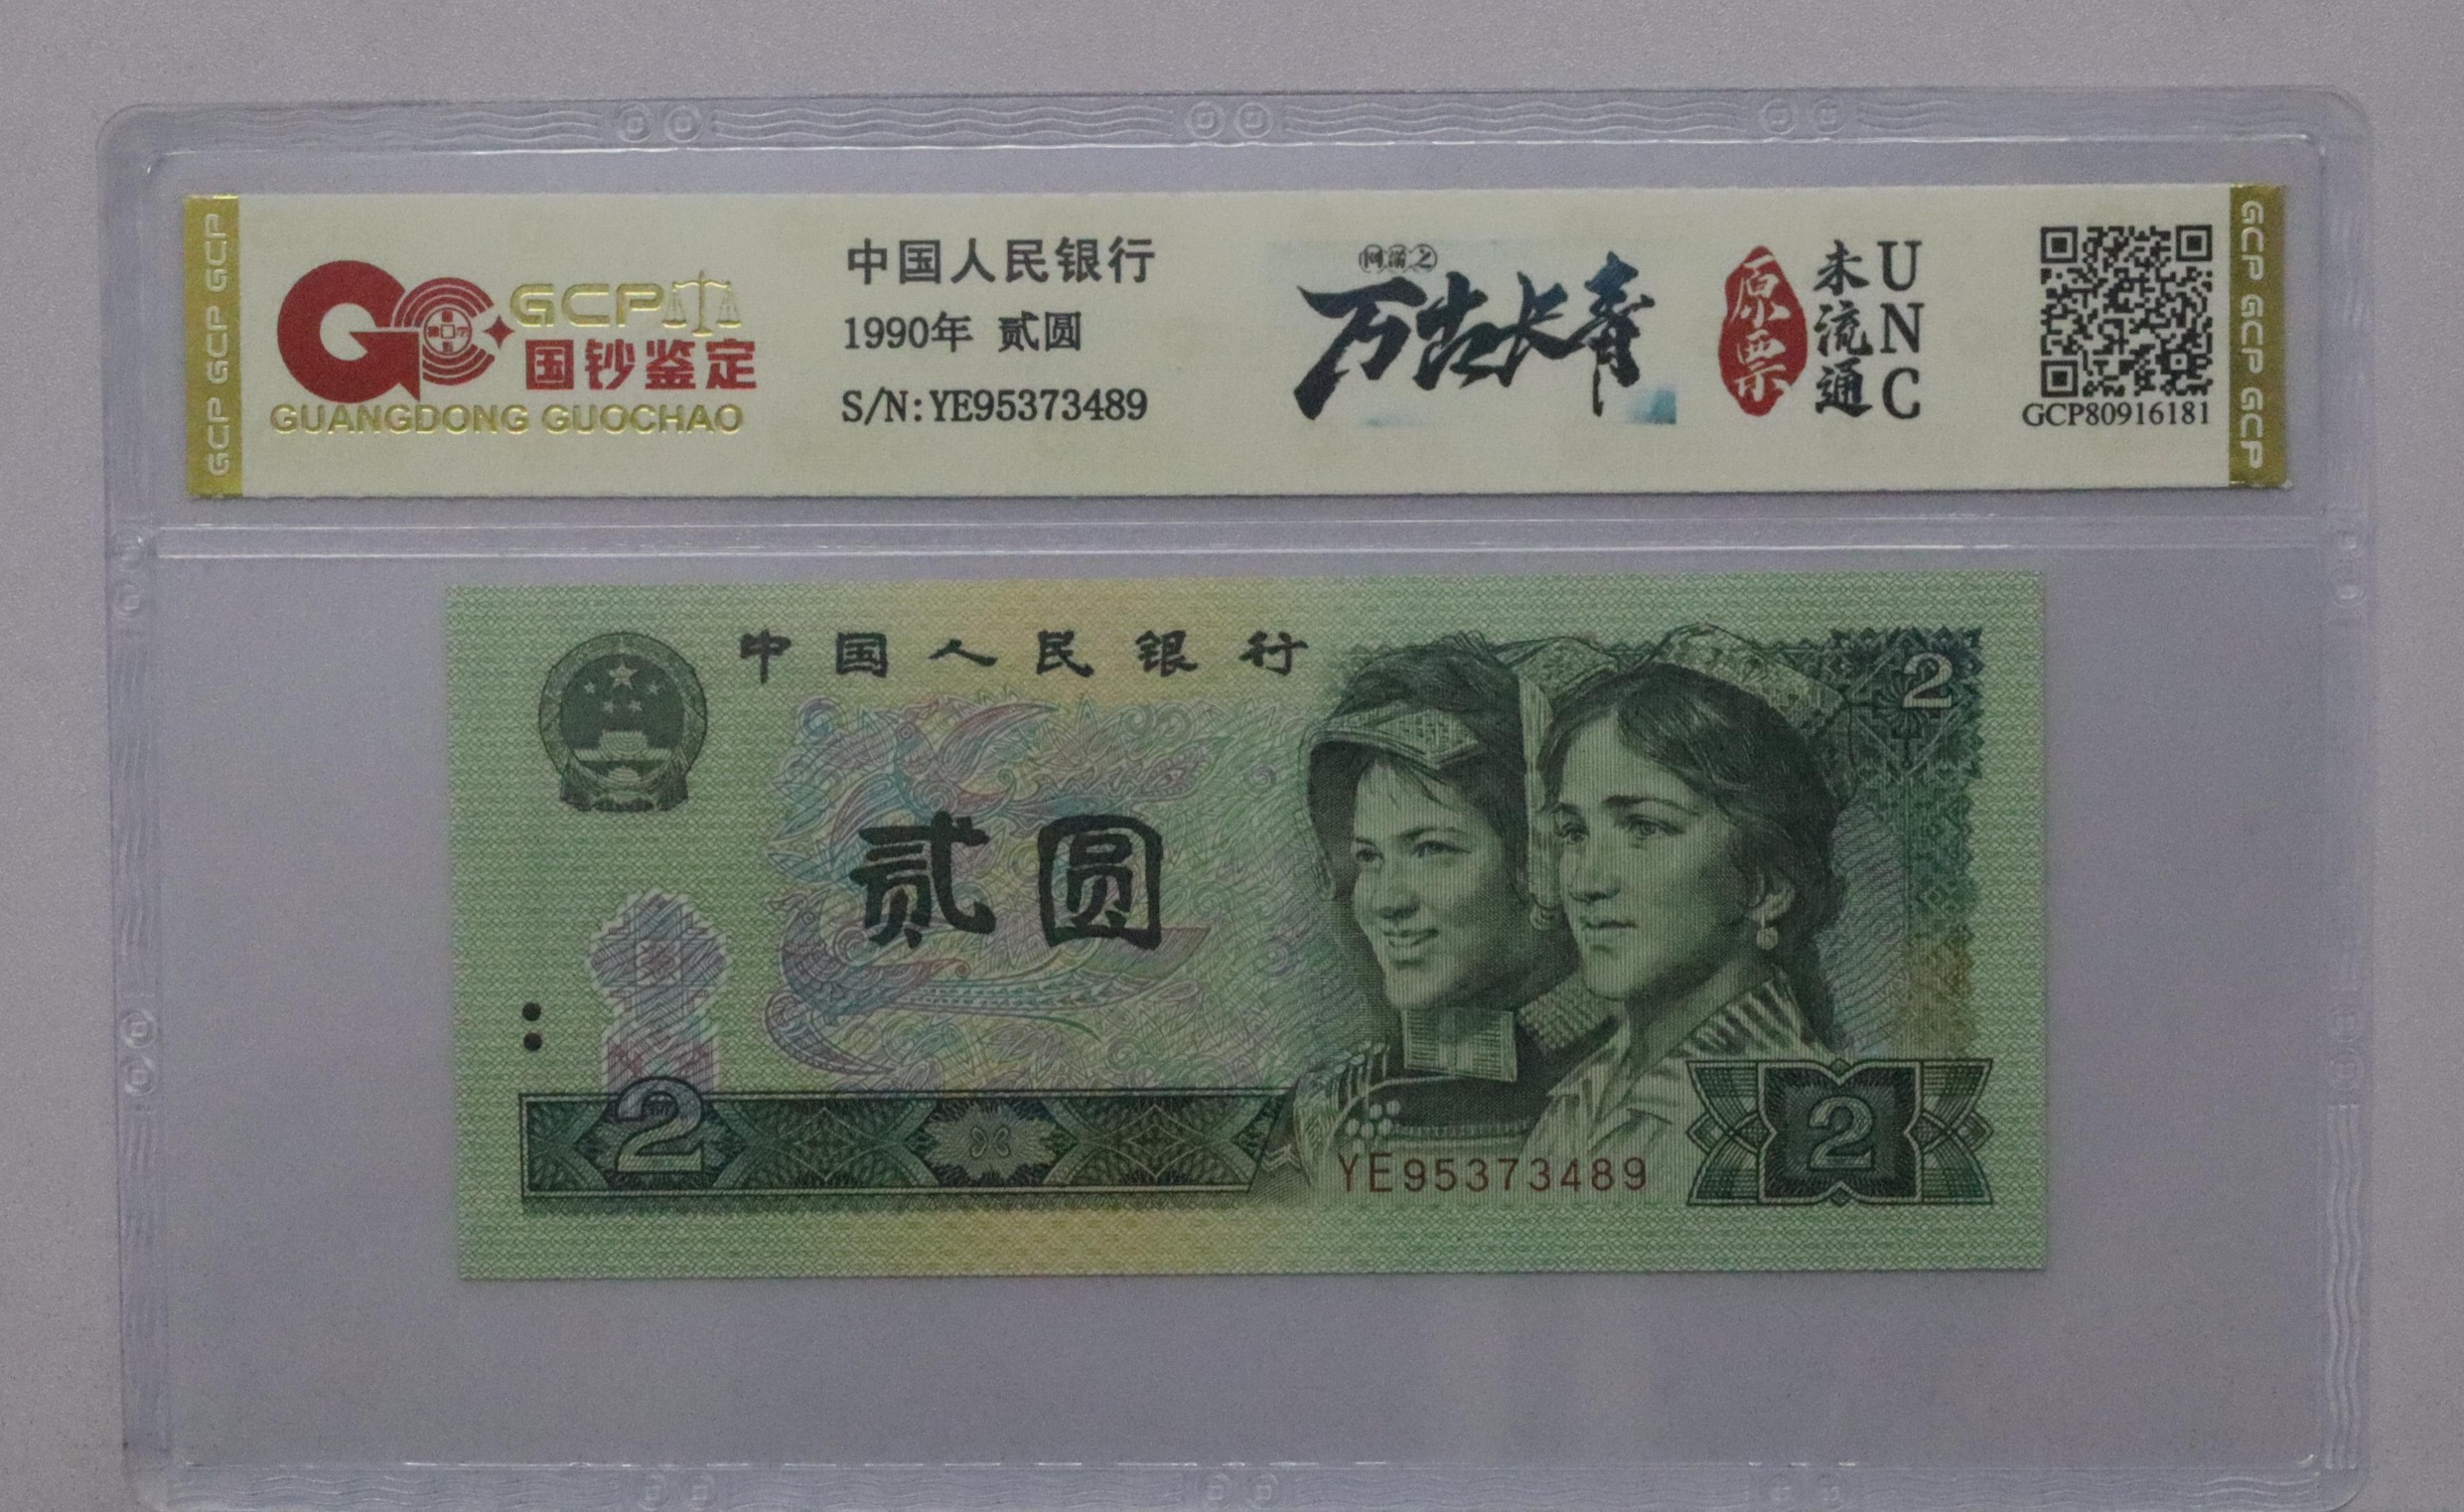 GCP GCP GCP
GCP
国钞鉴定
GUANGDONG GUOCHAO
中国人民银行
1990年 贰圆
S/N:YE95373489
万古长青
原票
未流通
UNC
GCP80916181
GCP GCP GCP
中国人民银行
2
贰圆
2
YE95373489
2